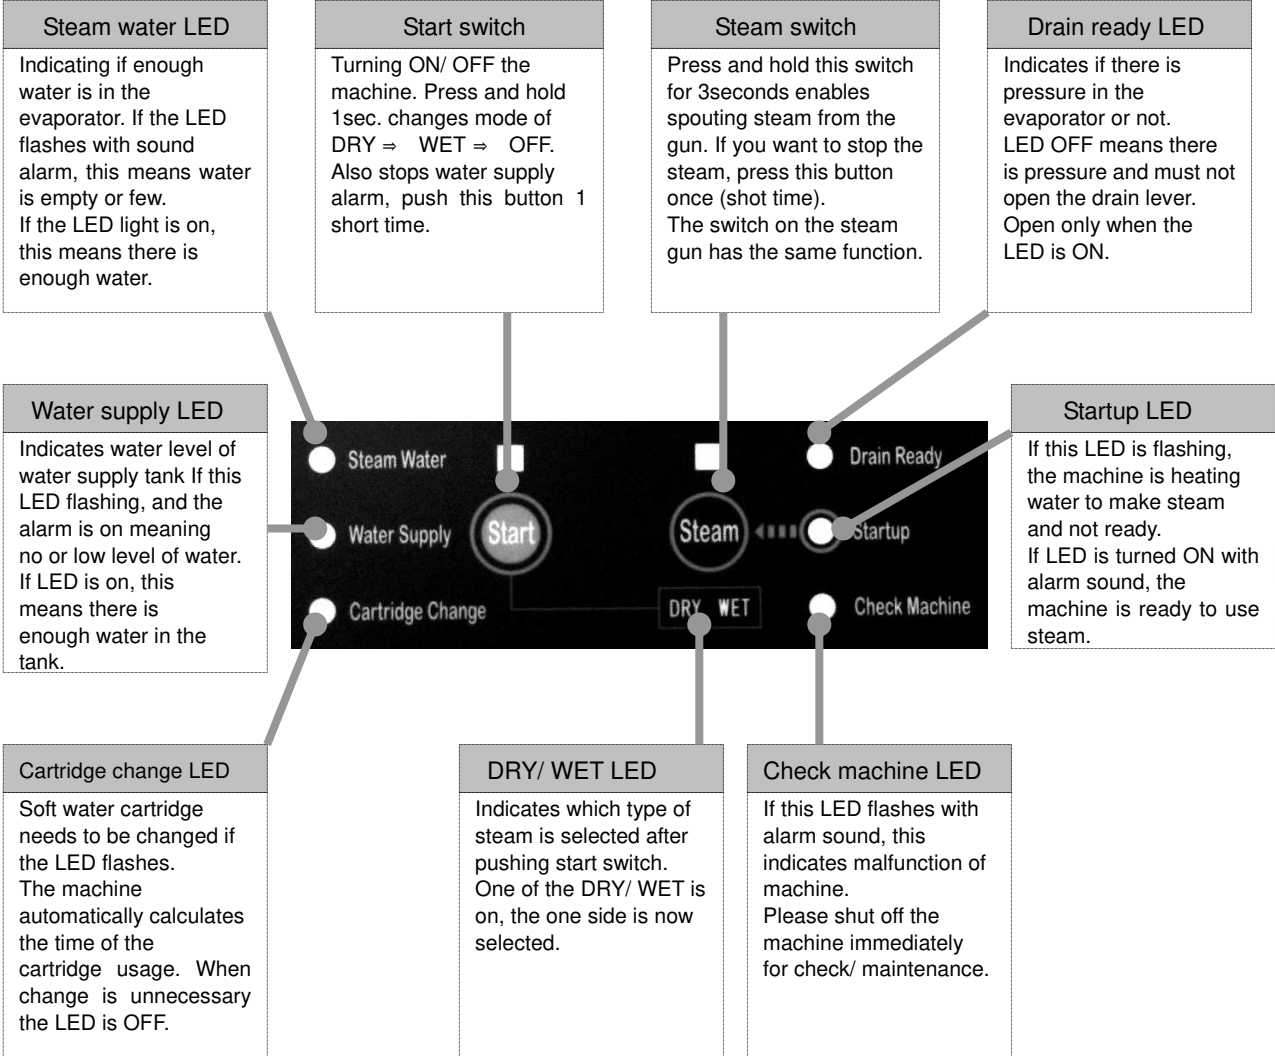 Steam water LED
Indicating if enough
water is in the
evaporator. If the LED
flashes with sound
alarm, this means water
is empty or few.
If the LED light is on,
this means there is
enough water.
Start switch
Turning ON/ OFF the
machine. Press and hold
1sec. changes mode of
DRY ⇒ WET ⇒ OFF.
Also stops water supply
alarm, push this button 1
short time.
Steam switch
Press and hold this switch
for 3seconds enables
spouting steam from the
gun. If you want to stop the
steam, press this button
once (shot time).
The switch on the steam
gun has the same function.
Drain ready LED
Indicates if there is
pressure in the
evaporator or not.
LED OFF means there
is pressure and must not
open the drain lever.
Open only when the
LED is ON.
Water supply LED
Indicates water level of
water supply tank If this
LED flashing, and the
alarm is on meaning
no or low level of water.
If LED is on, this
means there is
enough water in the
tank.
Steam Water
Drain Ready
Water Supply
Start
Steam
Startup
Cartridge Change
DRY WET
Check Machine
Startup LED
If this LED is flashing,
the machine is heating
water to make steam
and not ready.
If LED is turned ON with
alarm sound, the
machine is ready to use
steam.
Cartridge change LED
Soft water cartridge
needs to be changed if
the LED flashes.
The machine
automatically calculates
the time of the
cartridge usage. When
change is unnecessary
the LED is OFF.
DRY/ WET LED
Indicates which type of
steam is selected after
pushing start switch.
One of the DRY/ WET is
on, the one side is now
selected.
Check machine LED
If this LED flashes with
alarm sound, this
indicates malfunction of
machine.
Please shut off the
machine immediately
for check/ maintenance.